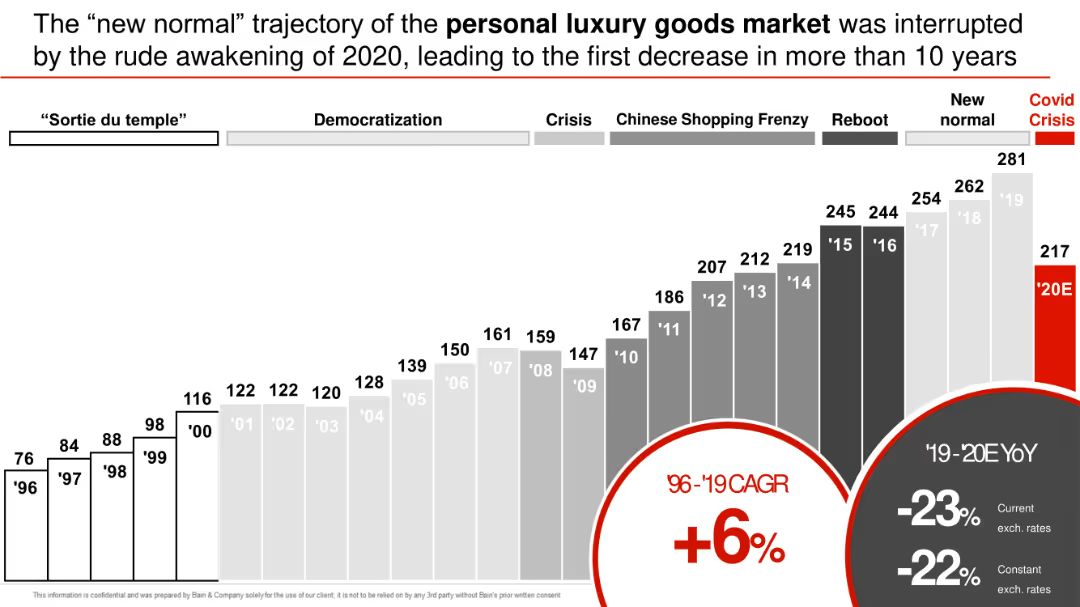 The “new normal” trajectory of the personal luxury goods market was interrupted
by the rude awakening of 2020, leading to the first decrease in more than 10 years
“Sortie du temple”
Democratization
Crisis
Chinese Shopping Frenzy
Reboot
New
normal
Covid
Crisis
76
84
88
98
116
122
122
120
128
139
150
161
159
147
167
186
207
212
219
245
244
254
262
281
217
'96
'97
'98
'99
'00
'01
'02
'03
'04
'05
'06
'07
'08
'09
'10
'11
'12
'13
'14
'15
'16
'17
'18
'19
'20E
'96-'19 CAGR
+6%
'19-'20E YoY
-23% Current
exch. rates
-22% Constant
exch. rates
This information is confidential and was prepared by Bain & Company solely for the use of our client; it is not to be relied on by any 3rd party without Bain's prior written consent